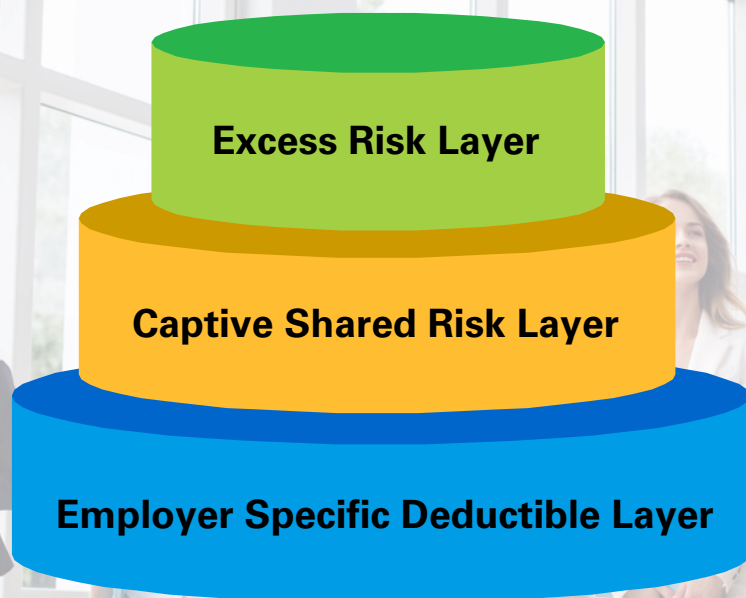 Excess Risk Layer
Captive Shared Risk Layer
Employer Specific Deductible Layer